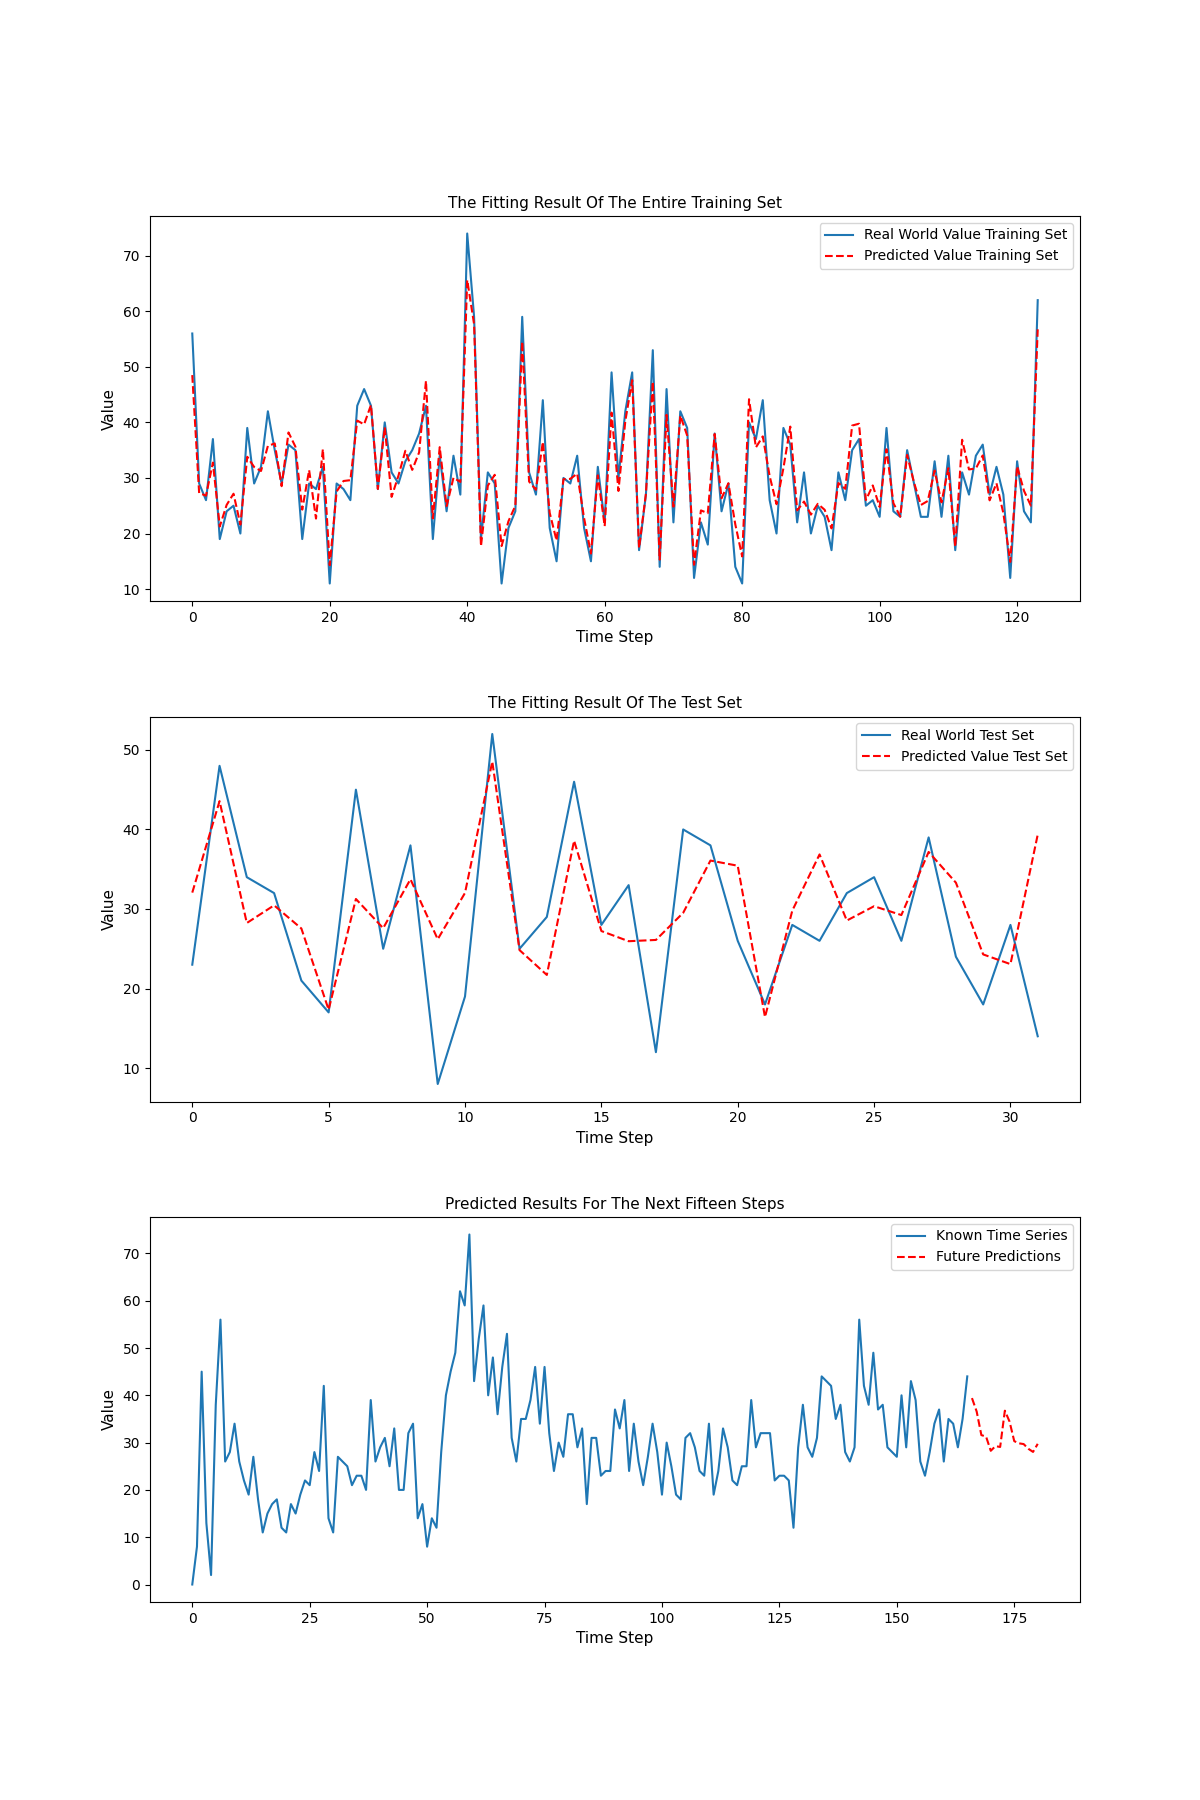 The Fitting Result Of The Entire Training Set
Real World Value Training Set
Predicted Value Training Set
Value
70
60
50
40
30
20
10
0 20 40 60 80 100 120
Time Step
The Fitting Result Of The Test Set
Real World Test Set
Predicted Value Test Set
Value
50
40
30
20
10
0 5 10 15 20 25 30
Time Step
Predicted Results For The Next Fifteen Steps
Known Time Series
Future Predictions
Value
70
60
50
40
30
20
10
0
0 25 50 75 100 125 150 175
Time Step